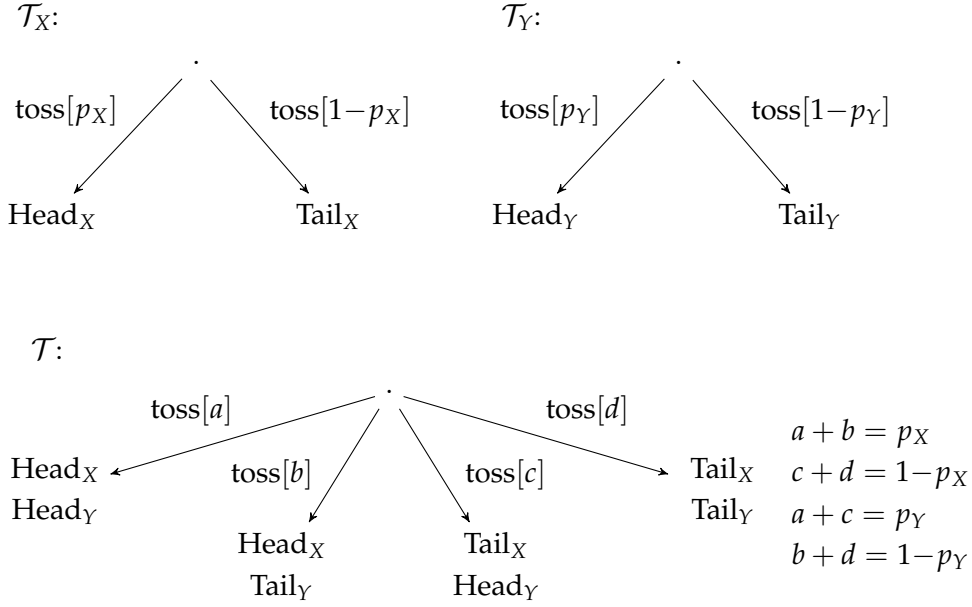 𝒯_X:
𝒯_Y:
.
.
toss[p_X]
toss[1−p_X]
toss[p_Y]
toss[1−p_Y]
Head_X
Tail_X
Head_Y
Tail_Y
𝒯:
.
toss[a]
toss[d]
toss[b]
toss[c]
Head_X
Head_Y
Head_X
Tail_Y
Tail_X
Head_Y
Tail_X
Tail_Y
a + b = p_X
c + d = 1−p_X
a + c = p_Y
b + d = 1−p_Y